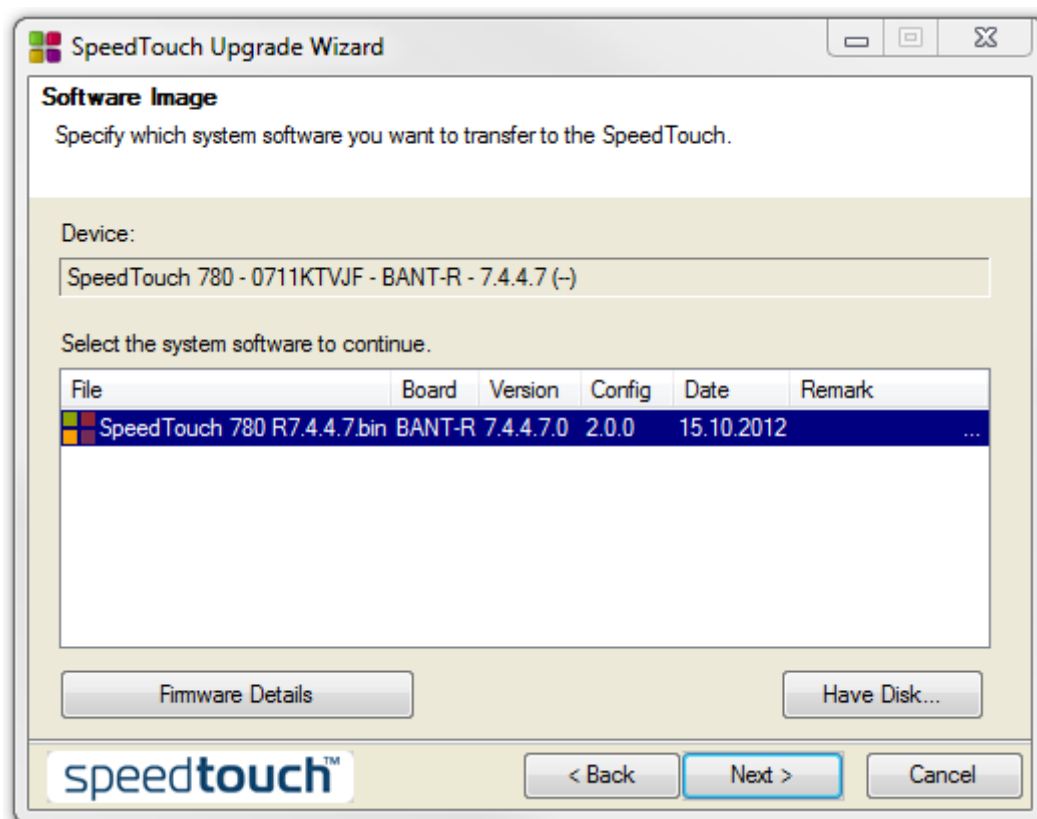 SpeedTouch Upgrade Wizard
Software Image
Specify which system software you want to transfer to the SpeedTouch.
Device:
SpeedTouch 780 - 0711KTVJF - BANT-R - 7.4.4.7 (--)
Select the system software to continue.
File Board Version Config Date Remark
SpeedTouch 780 R7.4.4.7.bin BANT-R 7.4.4.7.0 2.0.0 15.10.2012 ...
Firmware Details Have Disk...
speedtouch™ < Back Next > Cancel